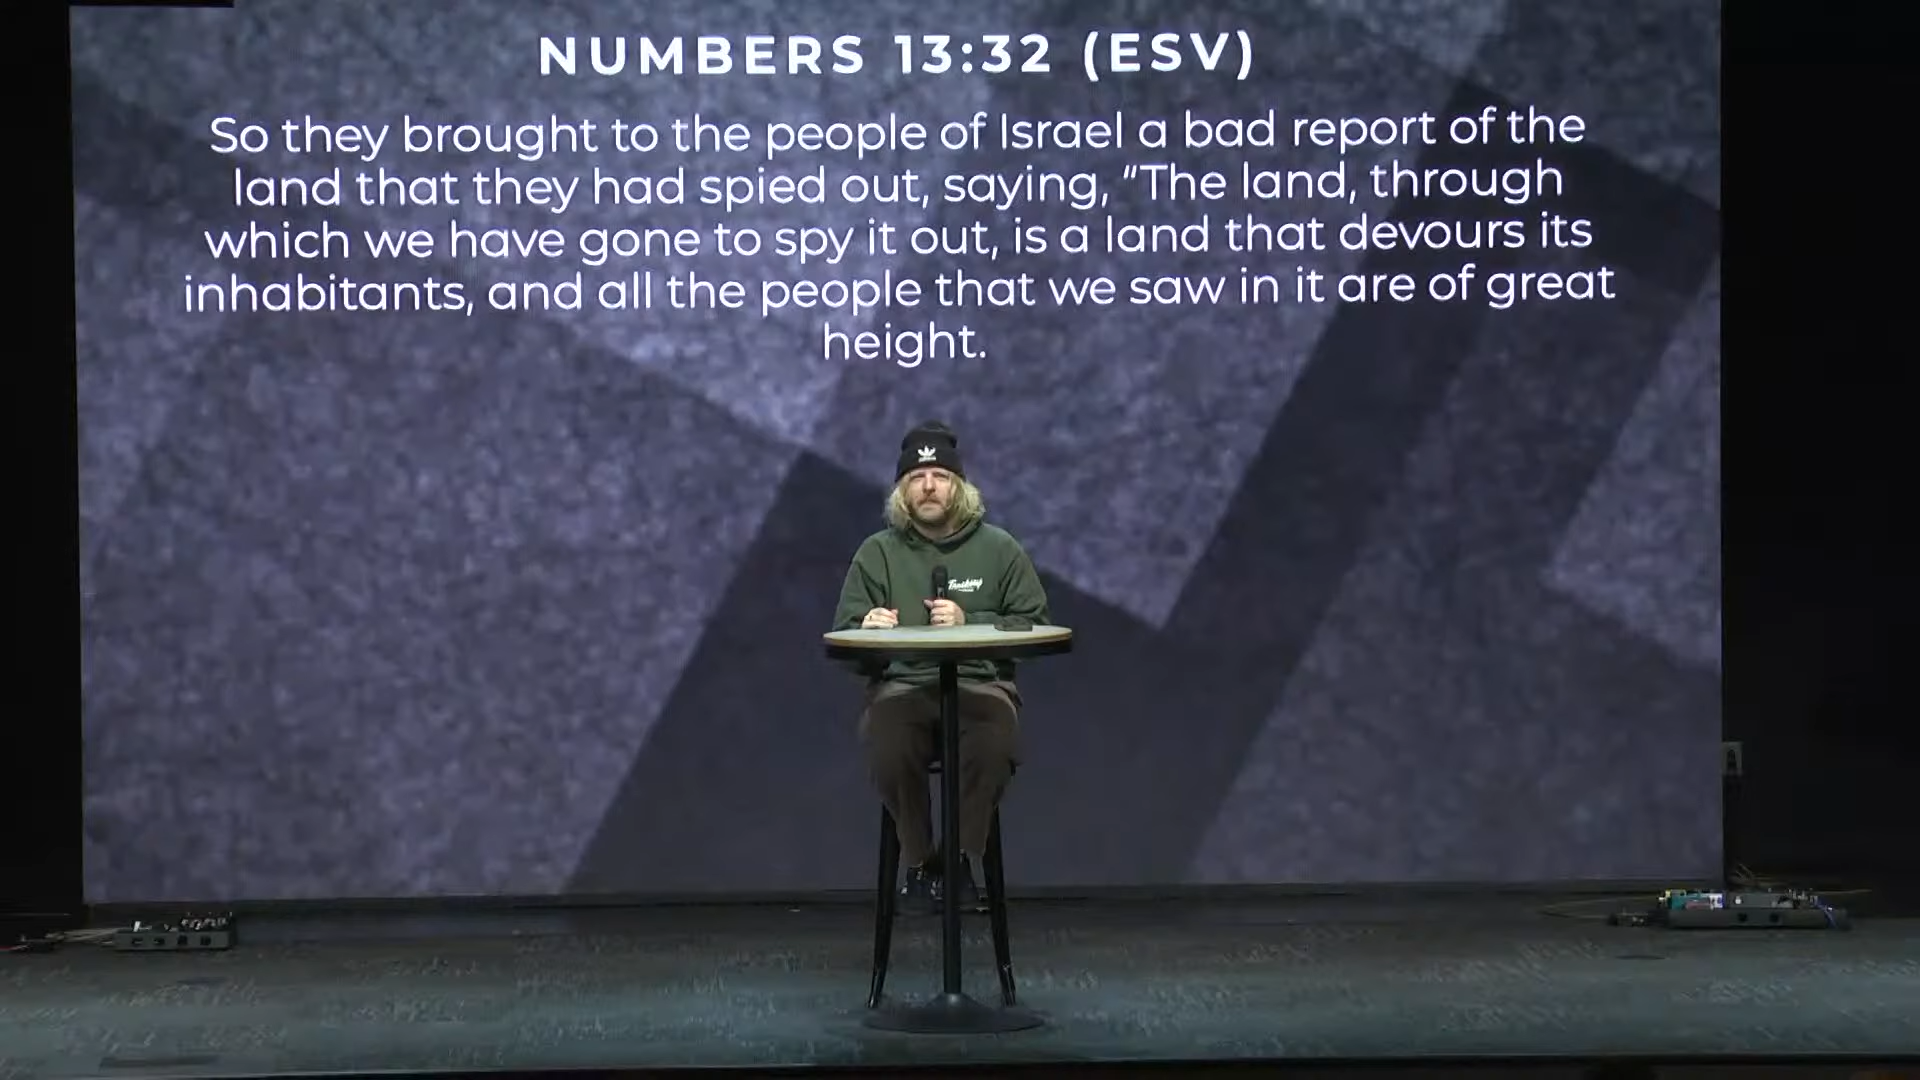 NUMBERS 13:32 (ESV)
So they brought to the people of Israel a bad report of the
land that they had spied out, saying, "The land, through
which we have gone to spy it out, is a land that devours its
inhabitants, and all the people that we saw in it are of great
height.